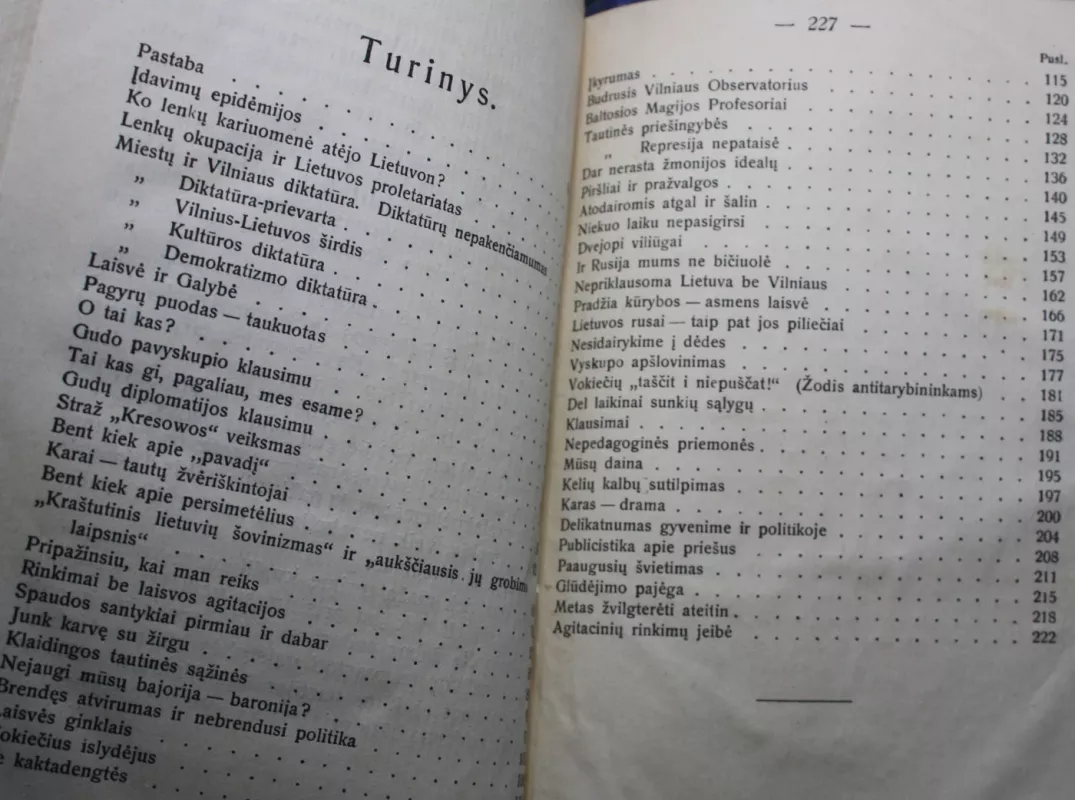 Turinys.
Pastaba
Įdavimų epidėmijos
Ko lenkų kariuomenė atėjo Lietuvon?
Lenkų okupacija ir Lietuvos proletariatas
Miestų ir Vilniaus diktatūra. Diktatūrų nepakenčiamumas
„ Diktatūra-prievarta
„ Vilnius-Lietuvos širdis
„ Kultūros diktatūra
„ Demokratizmo diktatūra
Laisvė ir Galybė
Pagyrų puodas — taukuotas
O tai kas?
Gudo pavyskupio klausimu
Tai kas gi, pagaliau, mes esame?
Gudų diplomatijos klausimu
Straž „Kresowos“ veiksmas
Bent kiek apie „pavadį“
Karai — tautų žvėriškintojai
Bent kiek apie persimetėlius
„Kraštutinis lietuvių šovinizmas“ ir „aukščiausis jų grobimo
laipsnis“
Pripažinsiu, kai man reiks
Rinkimai be laisvos agitacijos
Spaudos santykiai pirmiau ir dabar
Junk karvę su žirgu
Klaidingos tautinės sąžinės
Nejaugi mūsų bajorija — baronija?
Brendęs atvirumas ir nebrendusi politika
Laisvės ginklais
okiečius islydėjus
e kaktadengtės
— 227 —
Pusl.
Įkyrumas 115
Budrusis Vilniaus Observatorius 120
Baltosios Magijos Profesoriai 124
Tautinės priešingybės 128
„ Represija nepataisė 132
Dar nerasta žmonijos idealų 136
Piršliai ir pražvalgos 140
Atodairomis atgal ir šalin 145
Niekuo laiku nepasigirsi 149
Dvejopi viliūgai 153
Ir Rusija mums ne bičiuolė 157
Nepriklausoma Lietuva be Vilniaus 162
Pradžia kūrybos — asmens laisvė 166
Lietuvos rusai — taip pat jos piliečiai 171
Nesidairykime į dėdes 175
Vyskupo apšlovinimas 177
Vokiečių „taščit i niepuščat!“ (Žodis antitarybininkams) 181
Del laikinai sunkių sąlygų 185
Klausimai 188
Nepedagoginės priemonės 191
Mūsų daina 195
Kelių kalbų sutilpimas 197
Karas — drama 200
Delikatnumas gyvenime ir politikoje 204
Publicistika apie priešus 208
Paaugusių švietimas 211
Glūdėjimo pajėga 215
Metas žvilgterėti ateitin 218
Agitacinių rinkimų jeibė 222